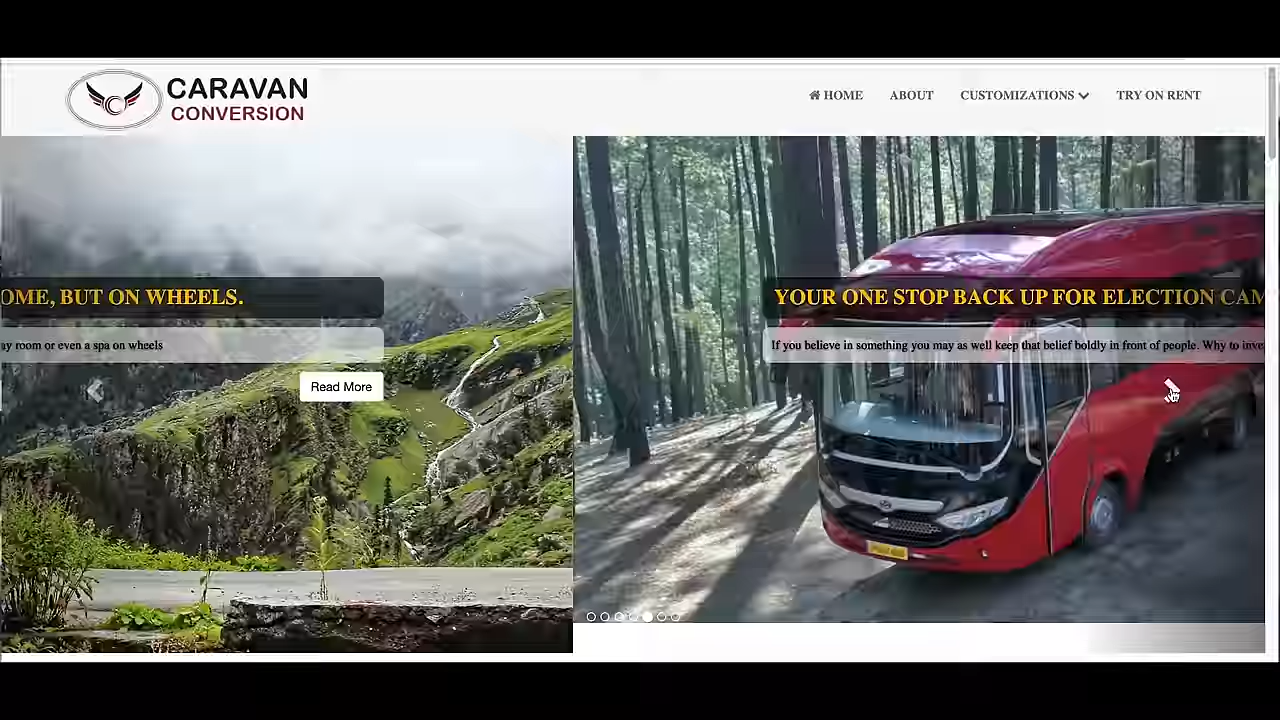 CARAVAN
CONVERSION
HOME
ABOUT
CUSTOMIZATIONS
TRY ON RENT
OME, BUT ON WHEELS.
ay room or even a spa on wheels
Read More
YOUR ONE STOP BACK UP FOR ELECTION CAM
If you believe in something you may as well keep that belief boldly in front of people. Why to inve